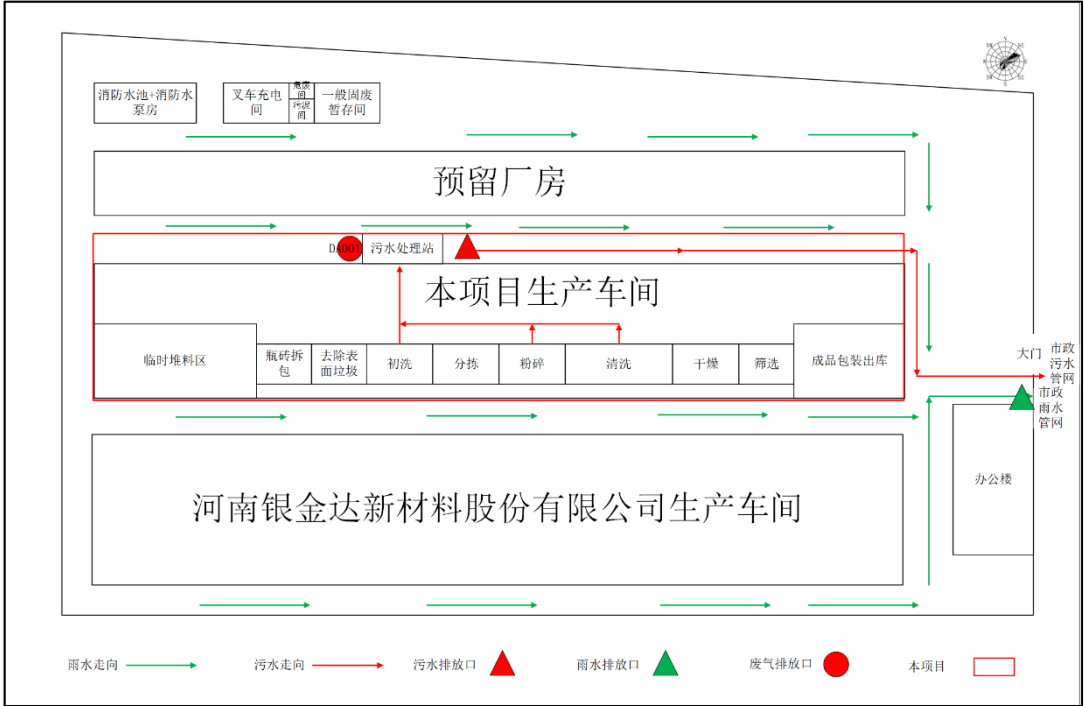 消防水池+消防水
泵房
叉车充电
间
危废
间
污泥
间
一般固废
暂存间
N
预留厂房
DA001
污水处理站
本项目生产车间
临时堆料区
瓶砖拆
包
去除表
面垃圾
初洗
分拣
粉碎
清洗
干燥
筛选
成品包装出库
大门
市政
污水
管网
市政
雨水
管网
办公楼
河南银金达新材料股份有限公司生产车间
雨水走向
污水走向
污水排放口
雨水排放口
废气排放口
本项目